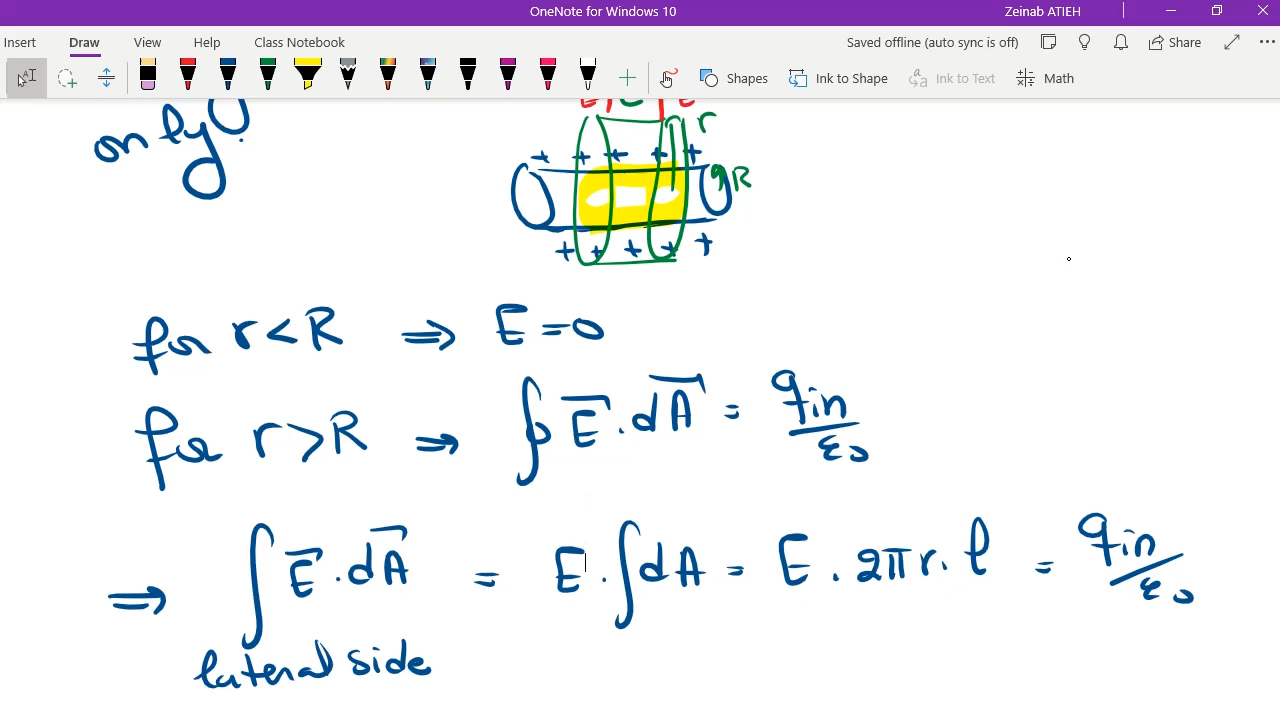 OneNote for Windows 10
Zeinab ATIEH
Insert Draw View Help Class Notebook Saved offline (auto sync is off) Share
Shapes Ink to Shape Ink to Text Math
only
r
+ + + + +
R
+ + + + +
for r < R ⇒ E = 0
for r > R ⇒ ∮ E⃗ . dA⃗ = qin/ε0
⇒ ∫ E⃗ . dA⃗ = E . ∫ dA = E . 2πr . l = qin/ε0
lateral side